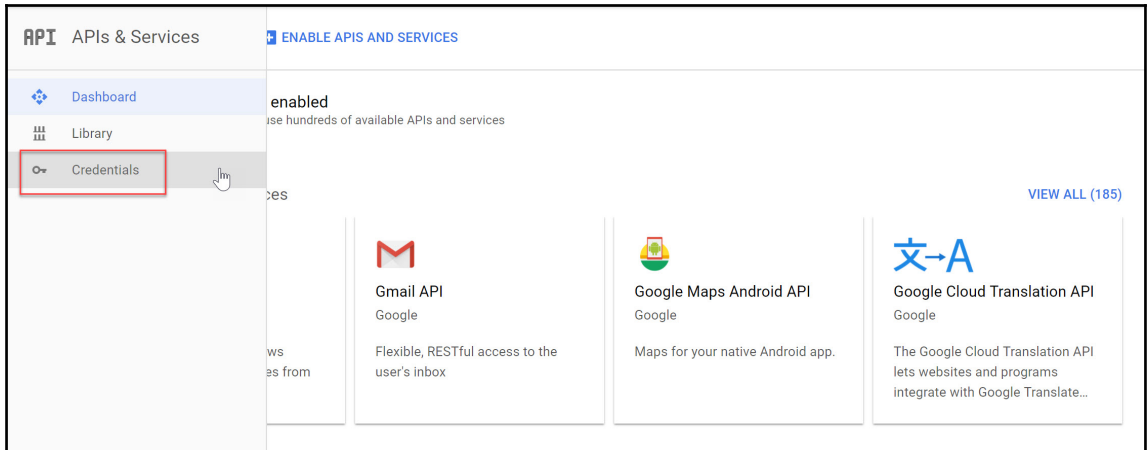 API APIs & Services
ENABLE APIS AND SERVICES
Dashboard
enabled
use hundreds of available APIs and services
Library
Credentials
ces
VIEW ALL (185)
文→A
Gmail API
Google Maps Android API
Google Cloud Translation API
Google
Google
Google
ws
Flexible, RESTful access to the
Maps for your native Android app.
The Google Cloud Translation API
es from
user's inbox
lets websites and programs
integrate with Google Translate...